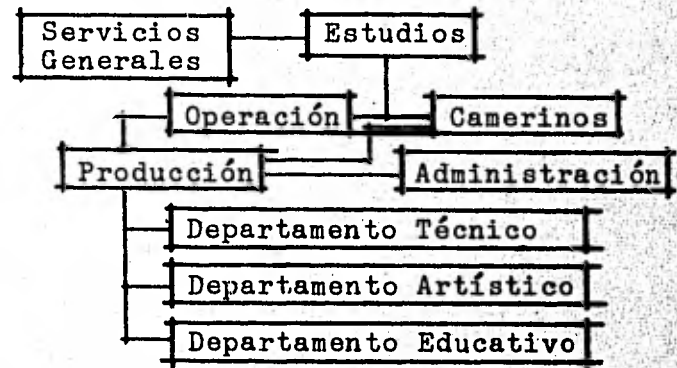 Servicios
Generales
Estudios
Operación
Camerinos
Producción
Administración
Departamento Técnico
Departamento Artístico
Departamento Educativo